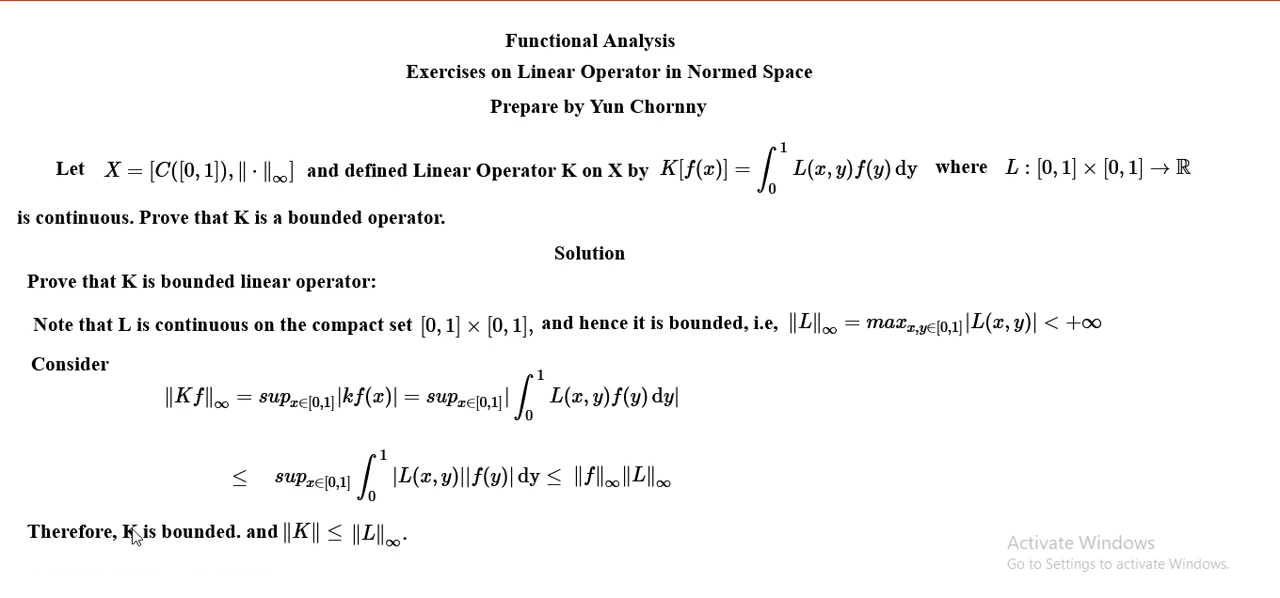 Functional Analysis
Exercises on Linear Operator in Normed Space
Prepare by Yun Chornny
Let X = [C([0, 1]), ‖ · ‖∞] and defined Linear Operator K on X by K[f(x)] = ∫₀¹ L(x, y)f(y) dy where L : [0, 1] × [0, 1] → ℝ
is continuous. Prove that K is a bounded operator.
Solution
Prove that K is bounded linear operator:
Note that L is continuous on the compact set [0, 1] × [0, 1], and hence it is bounded, i.e, ‖L‖∞ = max_{x,y∈[0,1]}|L(x, y)| < +∞
Consider
‖Kf‖∞ = sup_{x∈[0,1]}|kf(x)| = sup_{x∈[0,1]}| ∫₀¹ L(x, y)f(y) dy|
≤ sup_{x∈[0,1]} ∫₀¹ |L(x, y)||f(y)| dy ≤ ‖f‖∞‖L‖∞
Therefore, K is bounded. and ‖K‖ ≤ ‖L‖∞.
Activate Windows
Go to Settings to activate Windows.